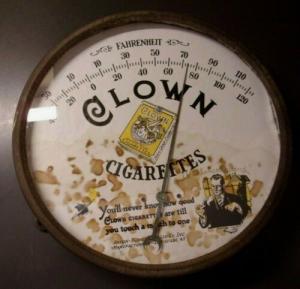 FAHRENHEIT
20 10 0 10 20 30 40 50 60 70 80 90 100 110 120
CLOWN
CLOWN
CIGARETTES
You'll never know how good
CLOWN CIGARETTES are till
you touch a match to one